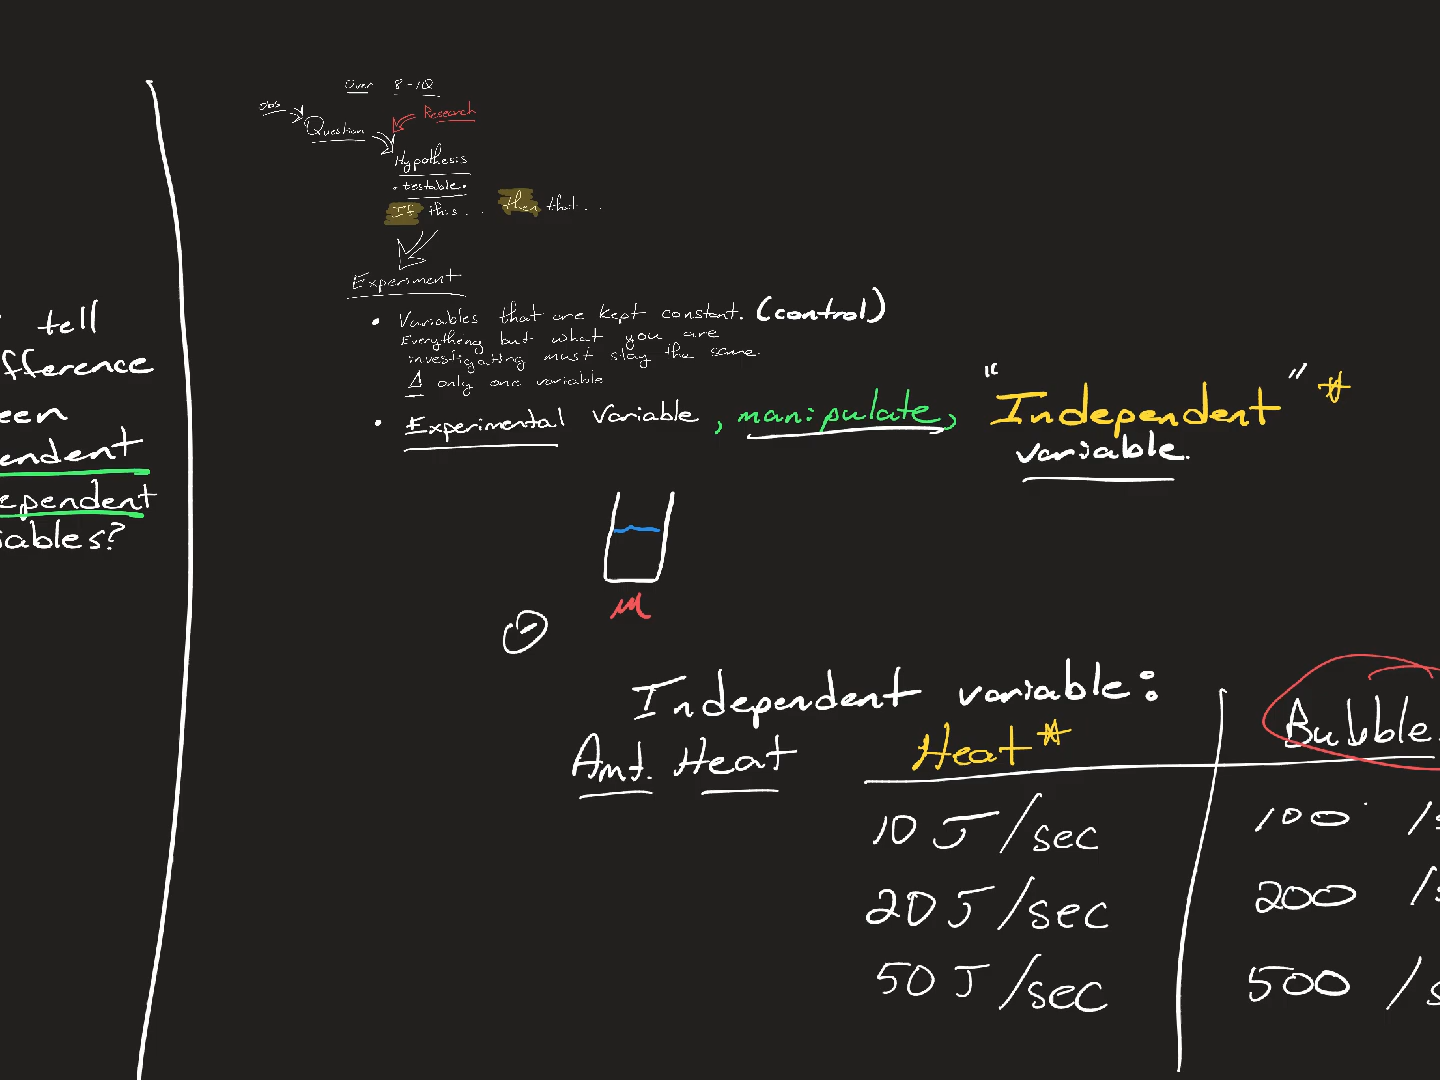 Over 8-10
obs
Research
Question
Hypothesis
• testable •
If this... then that...
Experiment
• Variables that are kept constant. (control)
Everything but what you are
investigating must stay the same.
Δ only one variable
• Experimental Variable, manipulate, "Independent" *
variable.
tell
fference
een
endent
ependent
iables?
Independent variable:
Amt. Heat
Heat* Bubble
10 J/sec 100 /s
20 J/sec 200 /s
50 J/sec 500 /s